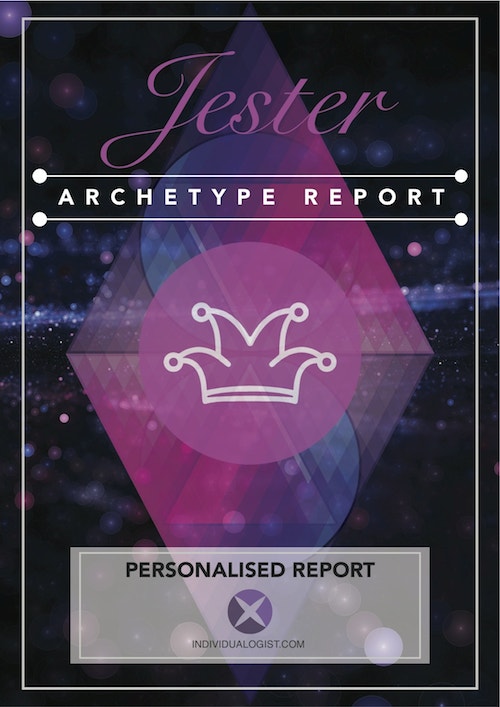 Jester
ARCHETYPE REPORT
PERSONALISED REPORT
INDIVIDUALOGIST.COM